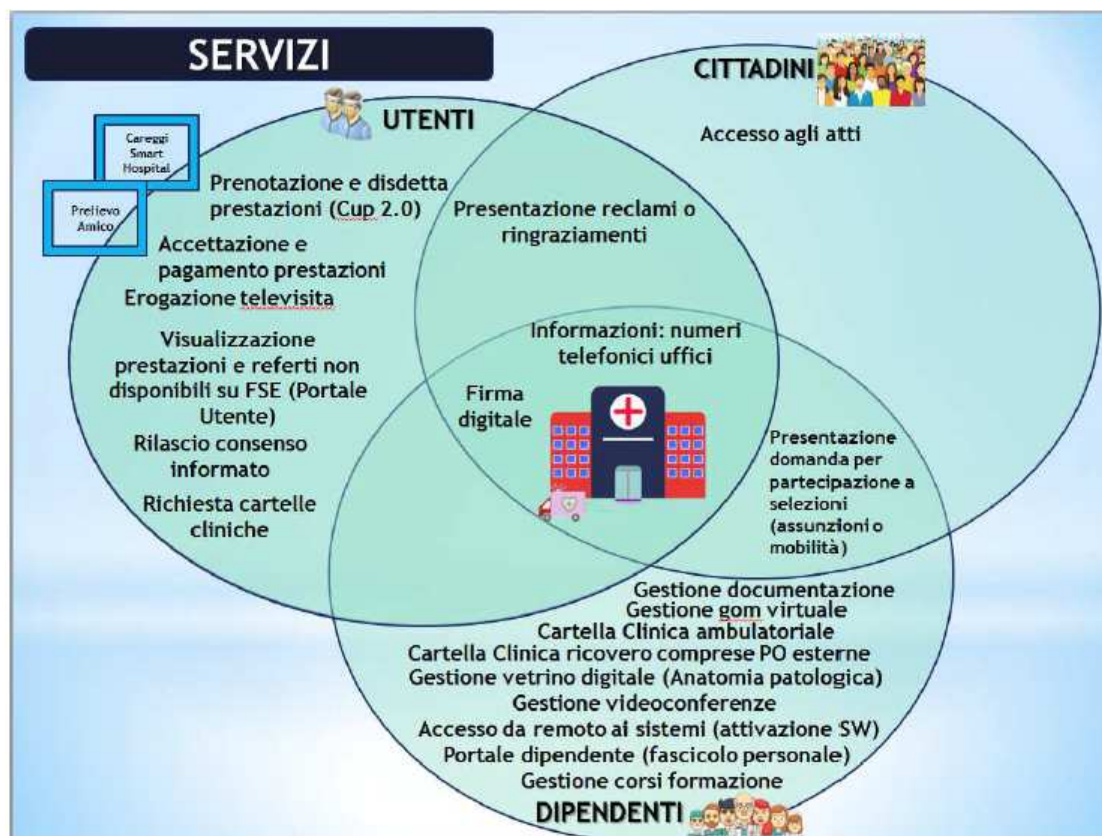 SERVIZI
CITTADINI
UTENTI
Careggi
Smart
Hospital
Prelievo
Amico
Accesso agli atti
Prenotazione e disdetta
prestazioni (Cup 2.0)
Presentazione reclami o
ringraziamenti
Accettazione e
pagamento prestazioni
Erogazione televisita
Visualizzazione
prestazioni e referti non
disponibili su FSE (Portale
Utente)
Rilascio consenso
informato
Richiesta cartelle
cliniche
Informazioni: numeri
telefonici uffici
Firma
digitale
Presentazione
domanda per
partecipazione a
selezioni
(assunzioni o
mobilità)
Gestione documentazione
Gestione gom virtuale
Cartella Clinica ambulatoriale
Cartella Clinica ricovero comprese PO esterne
Gestione vetrino digitale (Anatomia patologica)
Gestione videoconferenze
Accesso da remoto ai sistemi (attivazione SW)
Portale dipendente (fascicolo personale)
Gestione corsi formazione
DIPENDENTI